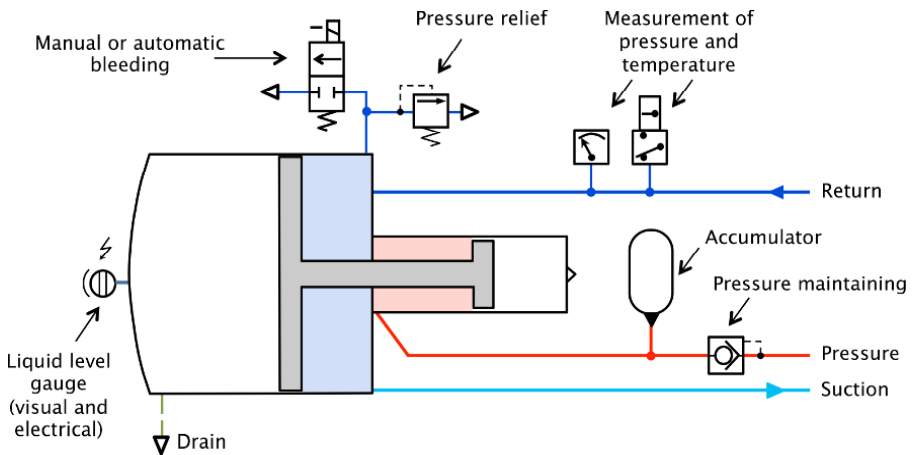 Manual or automatic
bleeding
Pressure relief
Measurement of
pressure and
temperature
Return
Accumulator
Pressure maintaining
Pressure
Suction
Liquid level
gauge
(visual and
electrical)
Drain